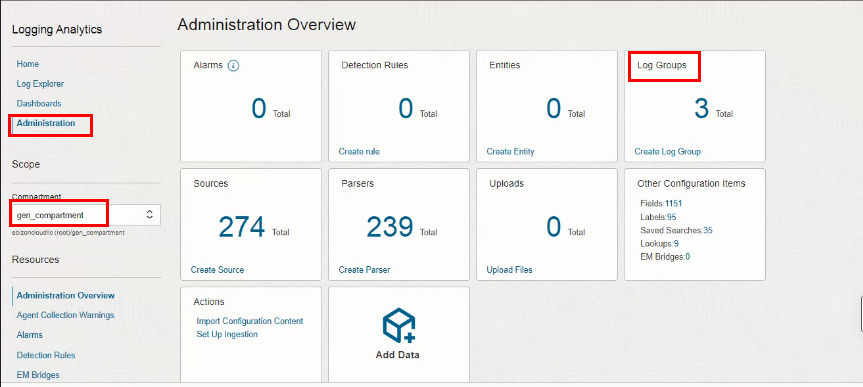 Logging Analytics
Home
Log Explorer
Dashboards
Administration
Scope
Compartment
gen_compartment
ebizoncloudllc (root)/gen_compartment
Resources
Administration Overview
Agent Collection Warnings
Alarms
Detection Rules
EM Bridges
Administration Overview
Alarms
0 Total
Detection Rules
0 Total
Create rule
Entities
0 Total
Create Entity
Log Groups
3 Total
Create Log Group
Sources
274 Total
Create Source
Parsers
239 Total
Create Parser
Uploads
0 Total
Upload Files
Other Configuration Items
Fields:1151
Labels:95
Saved Searches:35
Lookups:9
EM Bridges:0
Actions
Import Configuration Content
Set Up Ingestion
Add Data